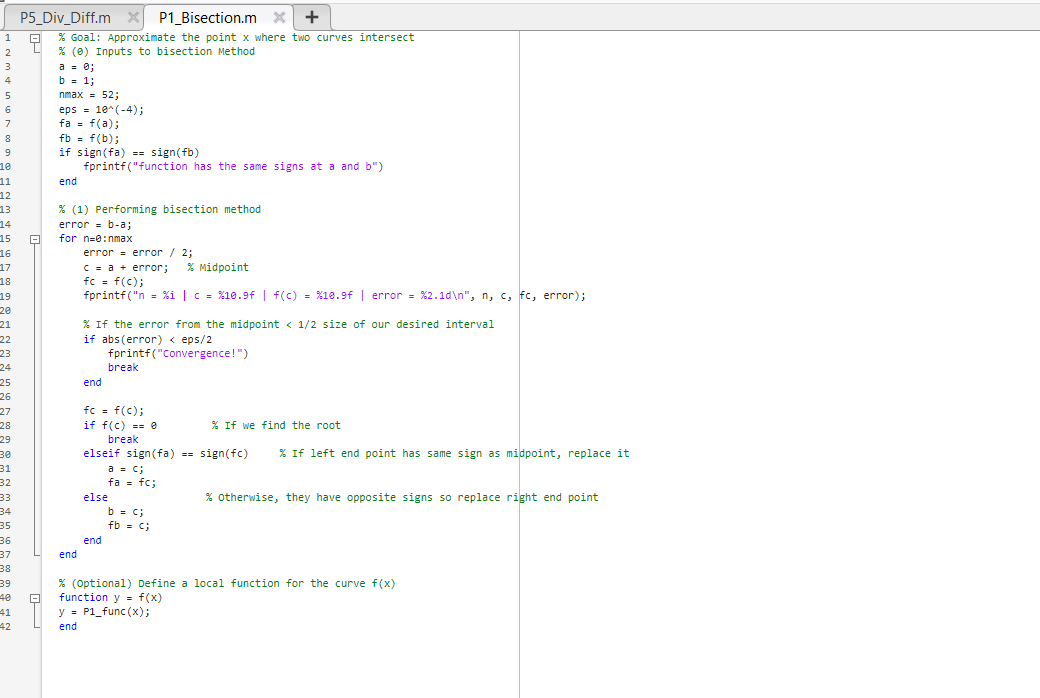 P5_Div_Diff.m × P1_Bisection.m × +
1 % Goal: Approximate the point x where two curves intersect
2 % (0) Inputs to bisection Method
3 a = 0;
4 b = 1;
5 nmax = 52;
6 eps = 10^(-4);
7 fa = f(a);
8 fb = f(b);
9 if sign(fa) == sign(fb)
10 fprintf("function has the same signs at a and b")
11 end
12
13 % (1) Performing bisection method
14 error = b-a;
15 for n=0:nmax
16 error = error / 2;
17 c = a + error; % Midpoint
18 fc = f(c);
19 fprintf("n = %i | c = %10.9f | f(c) = %10.9f | error = %2.1d\n", n, c, fc, error);
20
21 % If the error from the midpoint < 1/2 size of our desired interval
22 if abs(error) < eps/2
23 fprintf("Convergence!")
24 break
25 end
26
27 fc = f(c);
28 if f(c) == 0 % If we find the root
29 break
30 elseif sign(fa) == sign(fc) % If left end point has same sign as midpoint, replace it
31 a = c;
32 fa = fc;
33 else % Otherwise, they have opposite signs so replace right end point
34 b = c;
35 fb = c;
36 end
37 end
38
39 % (Optional) Define a local function for the curve f(x)
40 function y = f(x)
41 y = P1_func(x);
42 end